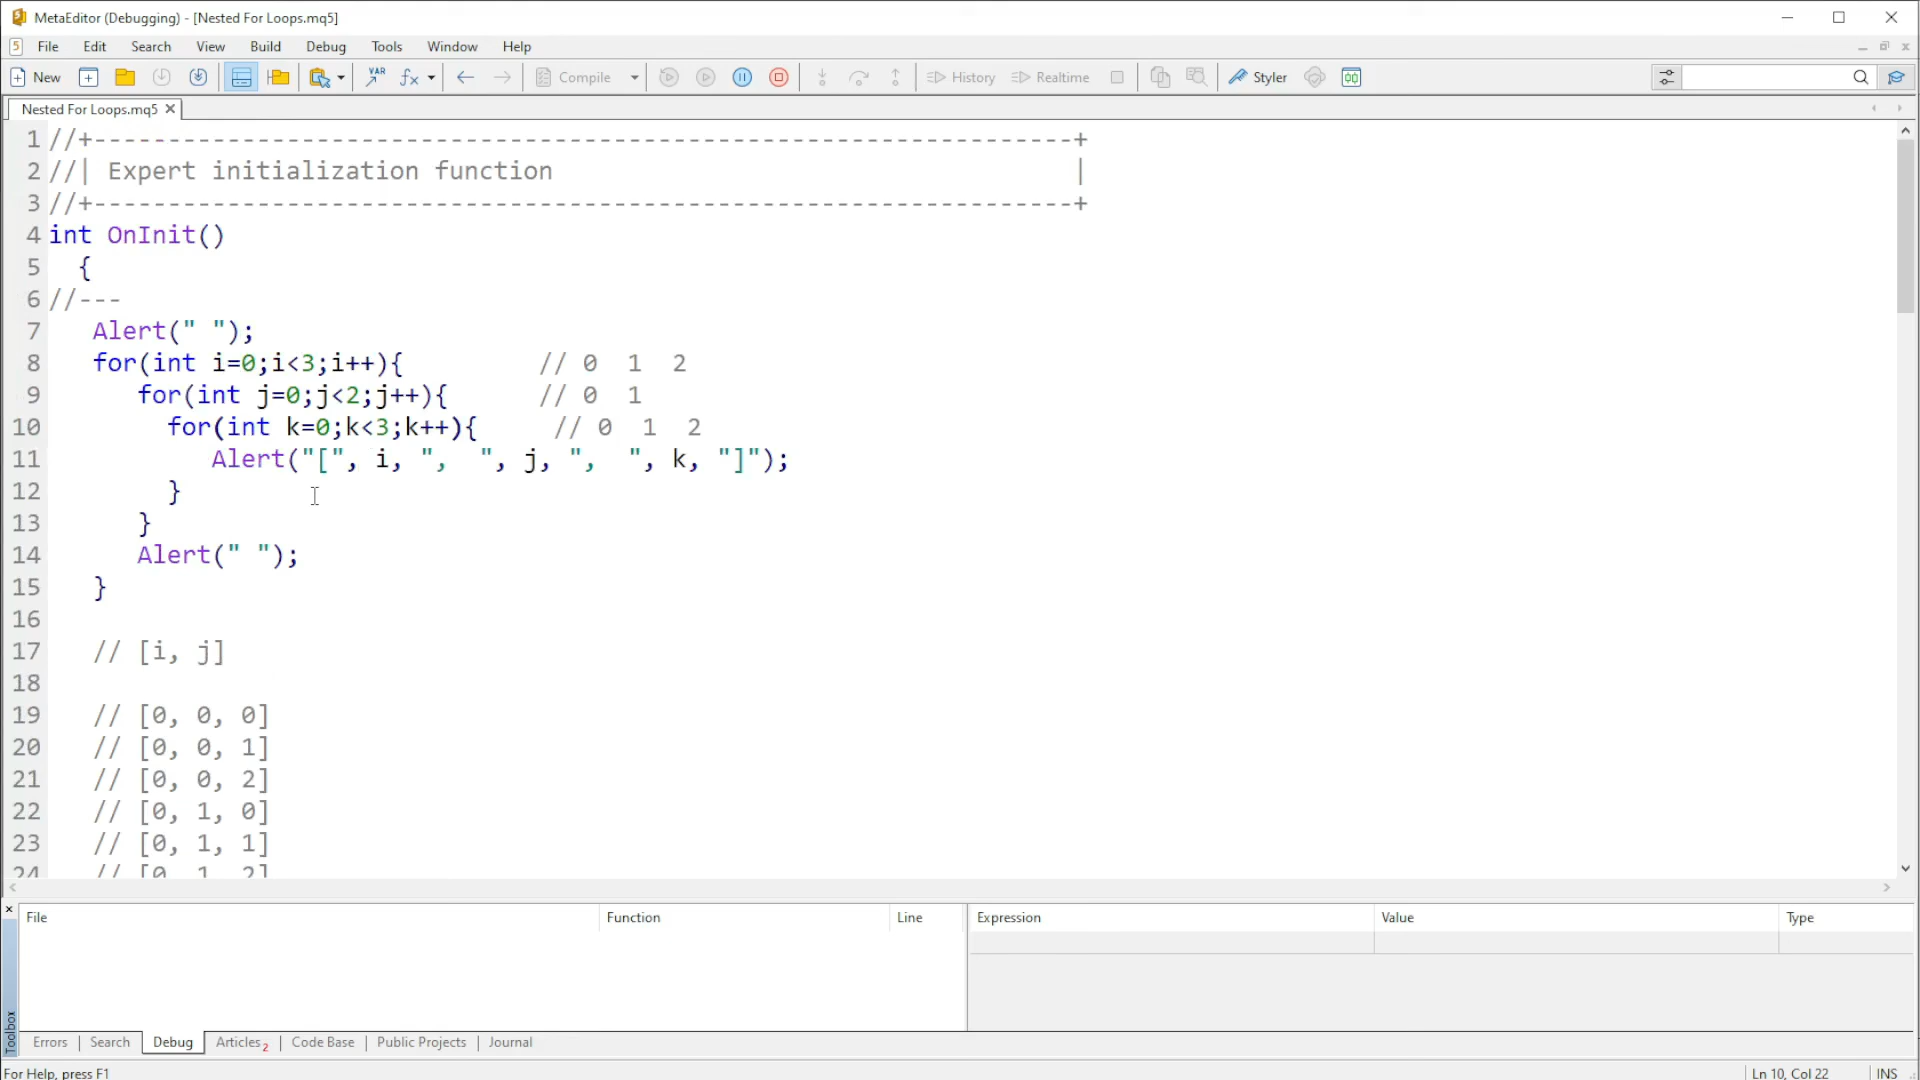 MetaEditor (Debugging) - [Nested For Loops.mq5]
File Edit Search View Build Debug Tools Window Help
New Compile History Realtime Styler
Nested For Loops.mq5
1 //+------------------------------------------------------------------+
2 //| Expert initialization function |
3 //+------------------------------------------------------------------+
4 int OnInit()
5 {
6 //---
7 Alert(" ");
8 for(int i=0;i<3;i++){ // 0 1 2
9 for(int j=0;j<2;j++){ // 0 1
10 for(int k=0;k<3;k++){ // 0 1 2
11 Alert("[", i, ",  ", j, ",  ", k, "]");
12 }
13 }
14 Alert(" ");
15 }
16
17 // [i, j]
18
19 // [0, 0, 0]
20 // [0, 0, 1]
21 // [0, 0, 2]
22 // [0, 1, 0]
23 // [0, 1, 1]
24 // [0, 1, 2]
File Function Line Expression Value Type
Toolbox
Errors Search Debug Articles 2 Code Base Public Projects Journal
For Help, press F1 Ln 10, Col 22 INS